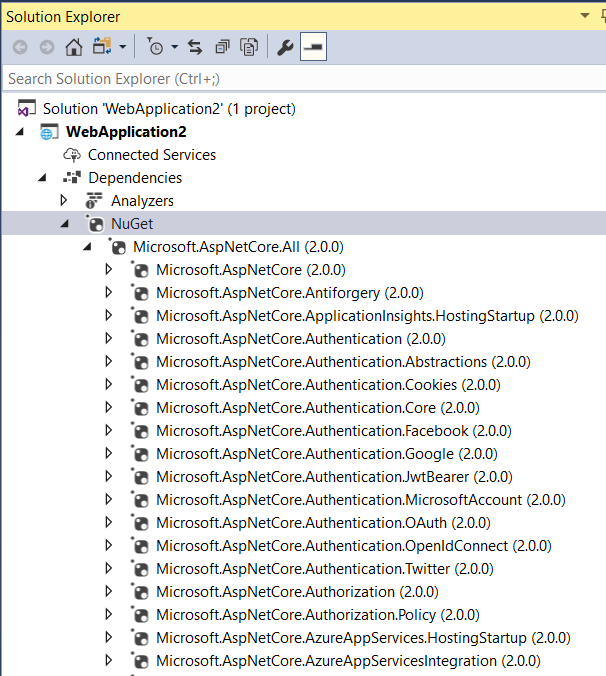 Solution Explorer
Search Solution Explorer (Ctrl+;)
Solution 'WebApplication2' (1 project)
WebApplication2
Connected Services
Dependencies
Analyzers
NuGet
Microsoft.AspNetCore.All (2.0.0)
Microsoft.AspNetCore (2.0.0)
Microsoft.AspNetCore.Antiforgery (2.0.0)
Microsoft.AspNetCore.ApplicationInsights.HostingStartup (2.0.0)
Microsoft.AspNetCore.Authentication (2.0.0)
Microsoft.AspNetCore.Authentication.Abstractions (2.0.0)
Microsoft.AspNetCore.Authentication.Cookies (2.0.0)
Microsoft.AspNetCore.Authentication.Core (2.0.0)
Microsoft.AspNetCore.Authentication.Facebook (2.0.0)
Microsoft.AspNetCore.Authentication.Google (2.0.0)
Microsoft.AspNetCore.Authentication.JwtBearer (2.0.0)
Microsoft.AspNetCore.Authentication.MicrosoftAccount (2.0.0)
Microsoft.AspNetCore.Authentication.OAuth (2.0.0)
Microsoft.AspNetCore.Authentication.OpenIdConnect (2.0.0)
Microsoft.AspNetCore.Authentication.Twitter (2.0.0)
Microsoft.AspNetCore.Authorization (2.0.0)
Microsoft.AspNetCore.Authorization.Policy (2.0.0)
Microsoft.AspNetCore.AzureAppServices.HostingStartup (2.0.0)
Microsoft.AspNetCore.AzureAppServicesIntegration (2.0.0)